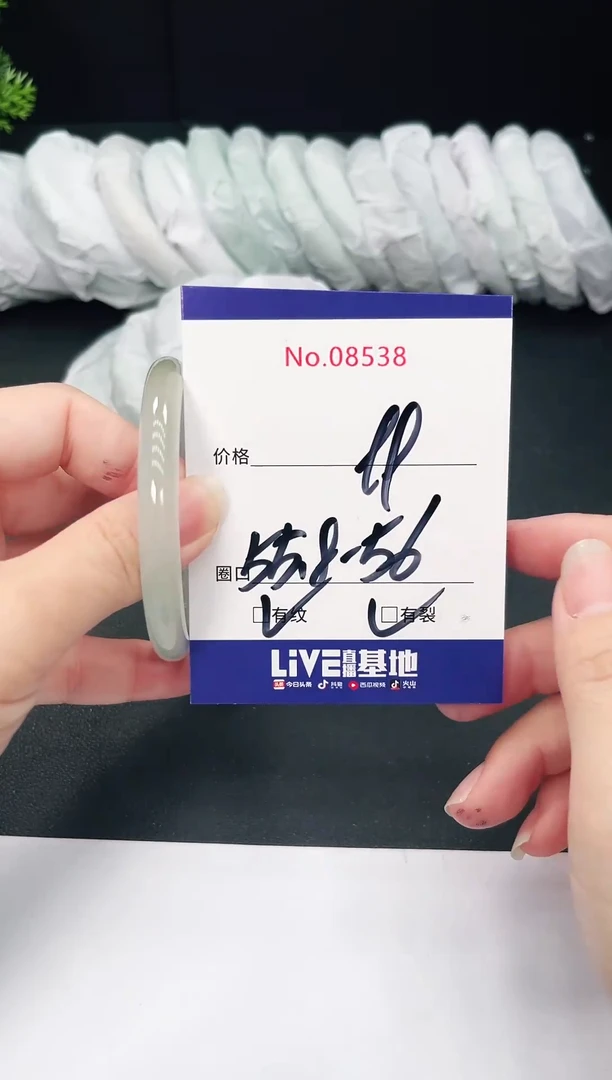 No.08538
价格
圈口 55.8-56
有纹 有裂
LiVE直播基地
今日头条 抖音 西瓜视频 火山